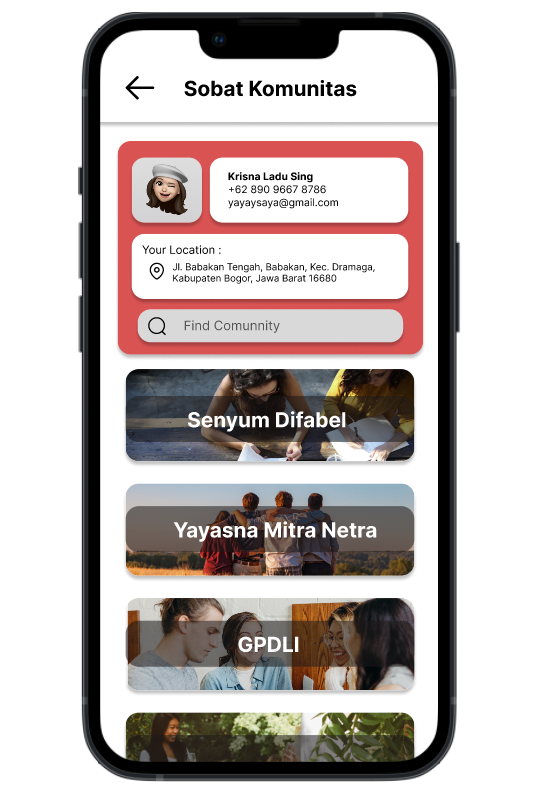 Sobat Komunitas
Krisna Ladu Sing
+62 890 9667 8786
yayaysaya@gmail.com
Your Location :
Jl. Babakan Tengah, Babakan, Kec. Dramaga,
Kabupaten Bogor, Jawa Barat 16680
Find Comunnity
Senyum Difabel
Yayasna Mitra Netra
GPDLI